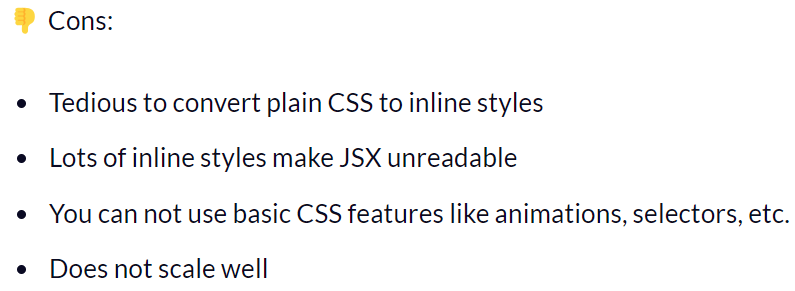 👎 Cons:
• Tedious to convert plain CSS to inline styles
• Lots of inline styles make JSX unreadable
• You can not use basic CSS features like animations, selectors, etc.
• Does not scale well